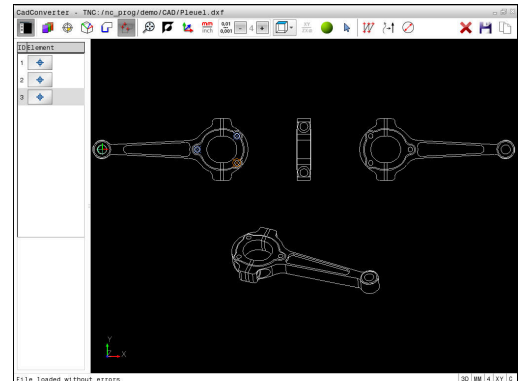 CadConverter - TNC:/nc_prog/demo/CAD/Pleuel.dxf
mm
inch
0,01
0,001
4
ID Element
1
2
3
Y
Z X
File loaded without errors
3D MM 4 XY C